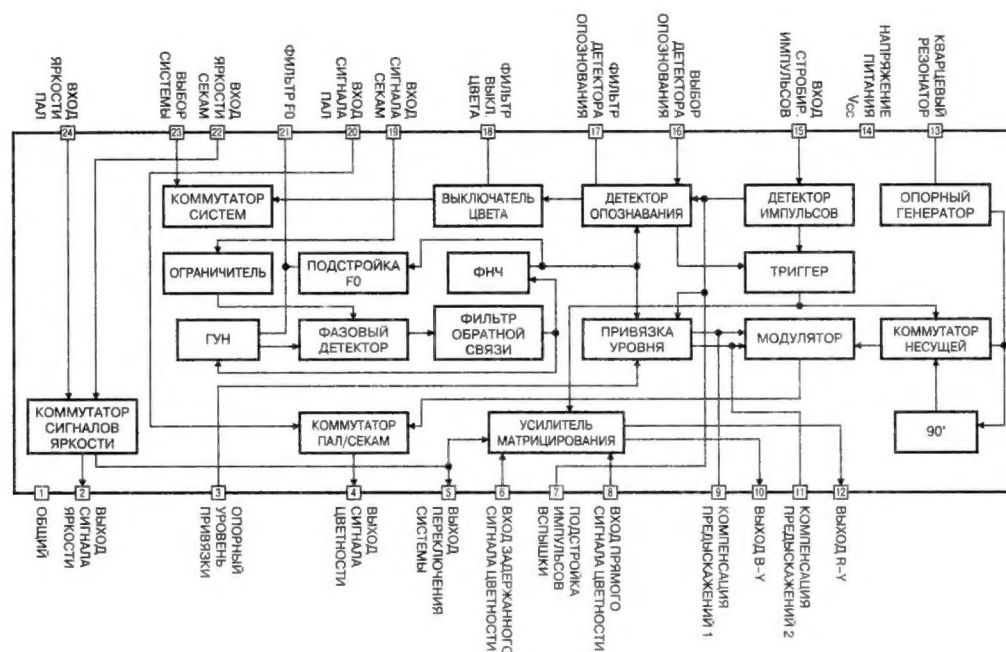 ВХОД
ЯРКОСТИ
ПАЛ
ВЫБОР
СИСТЕМЫ
ВХОД
ЯРКОСТИ
СЕКАМ
ФИЛЬТР F0
ВХОД
СИГНАЛА
ПАЛ
ВХОД
СИГНАЛА
СЕКАМ
ФИЛЬТР
ВЫКЛ.
ЦВЕТА
ФИЛЬТР
ДЕТЕКТОРА
ОПОЗНОВАНИЯ
ВЫБОР
ДЕТЕКТОРА
ОПОЗНОВАНИЯ
ВХОД
СТРОБИР.
ИМПУЛЬСОВ
НАПРЯЖЕНИЕ
ПИТАНИЯ
Vcc
КВАРЦЕВЫЙ
РЕЗОНАТОР
24 23 22 21 20 19 18 17 16 15 14 13
КОММУТАТОР
СИСТЕМ
ВЫКЛЮЧАТЕЛЬ
ЦВЕТА
ДЕТЕКТОР
ОПОЗНАВАНИЯ
ДЕТЕКТОР
ИМПУЛЬСОВ
ОПОРНЫЙ
ГЕНЕРАТОР
ОГРАНИЧИТЕЛЬ
ПОДСТРОЙКА
F0
ФНЧ
ТРИГГЕР
ГУН
ФАЗОВЫЙ
ДЕТЕКТОР
ФИЛЬТР
ОБРАТНОЙ
СВЯЗИ
ПРИВЯЗКА
УРОВНЯ
МОДУЛЯТОР
КОММУТАТОР
НЕСУЩЕЙ
КОММУТАТОР
СИГНАЛОВ
ЯРКОСТИ
КОММУТАТОР
ПАЛ/СЕКАМ
УСИЛИТЕЛЬ
МАТРИЦИРОВАНИЯ
90°
1 2 3 4 5 6 7 8 9 10 11 12
ОБЩИЙ
ВЫХОД
СИГНАЛА
ЯРКОСТИ
ОПОРНЫЙ
УРОВЕНЬ
ПРИВЯЗКИ
ВЫХОД
СИГНАЛА
ЦВЕТНОСТИ
ВЫХОД
ПЕРЕКЛЮЧЕНИЯ
СИСТЕМЫ
ВХОД ЗАДЕРЖАННОГО
СИГНАЛА ЦВЕТНОСТИ
ПОДСТРОЙКА
ИМПУЛЬСОВ
ВСПЫШКИ
ВХОД ПРЯМОГО
СИГНАЛА ЦВЕТНОСТИ
КОМПЕНСАЦИЯ
ПРЕДЫСКАЖЕНИЙ 1
ВЫХОД B-Y
КОМПЕНСАЦИЯ
ПРЕДЫСКАЖЕНИЙ 2
ВЫХОД R-Y